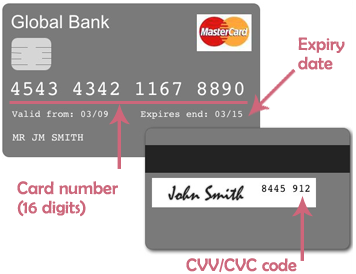 Global Bank
MasterCard
Expiry
date
4543 4342 1167 8890
Valid from: 03/09 Expires end: 03/15
MR JM SMITH
John Smith
8445 912
Card number
(16 digits)
CVV/CVC code